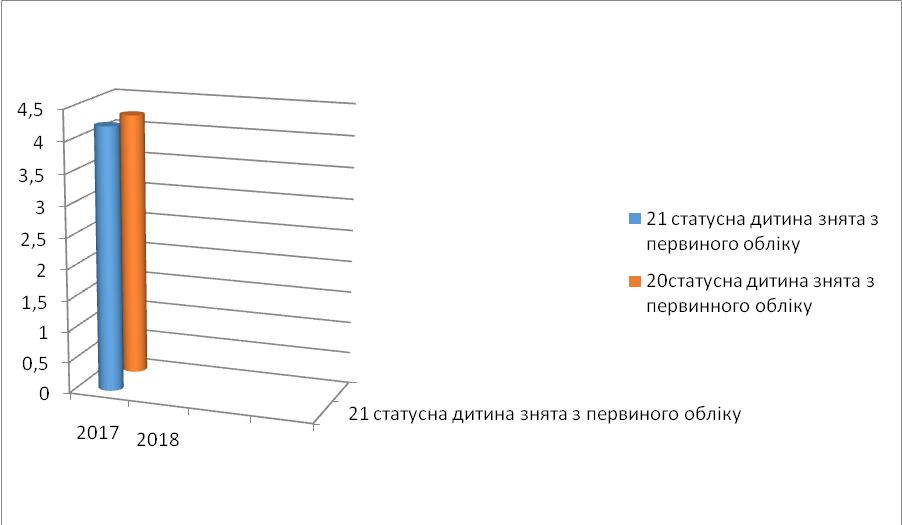 4,5
4
3,5
3
2,5
2
1,5
1
0,5
0
2017
2018
21 статусна дитина знята з первиного обліку
21 статусна дитина знята з
первиного обліку
20статусна дитина знята з
первинного обліку